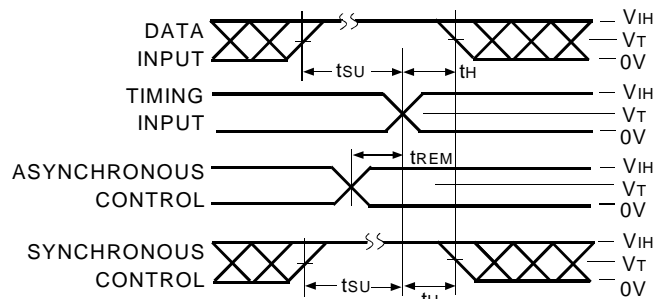 DATA
INPUT
tSU
tH
VIH
VT
0V
TIMING
INPUT
VIH
VT
0V
tREM
ASYNCHRONOUS
CONTROL
VIH
VT
0V
SYNCHRONOUS
CONTROL
tSU
tH
VIH
VT
0V